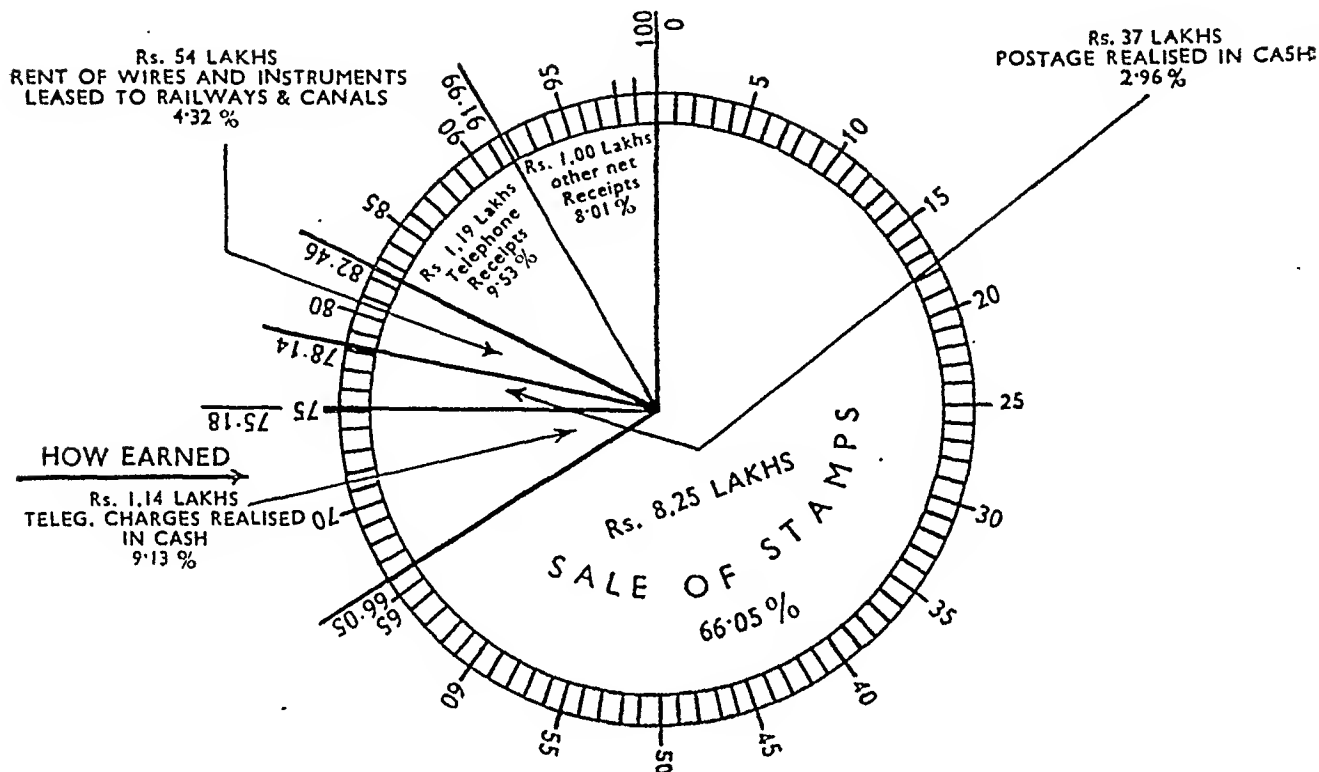 Rs. 54 LAKHS
RENT OF WIRES AND INSTRUMENTS
LEASED TO RAILWAYS & CANALS
4·32 %
Rs. 37 LAKHS
POSTAGE REALISED IN CASH
2·96 %
100
0
5
10
15
20
25
30
35
40
45
50
55
60
65
66·05
70
75
75·18
78·14
80
82·46
85
90
91·99
95
Rs. 1,00 Lakhs
other net
Receipts
8·01 %
Rs 1,19 Lakhs
Telephone
Receipts
9·53 %
HOW EARNED
Rs. 1,14 LAKHS
TELEG. CHARGES REALISED
IN CASH
9·13 %
Rs. 8,25 LAKHS
SALE OF STAMPS
66·05 %